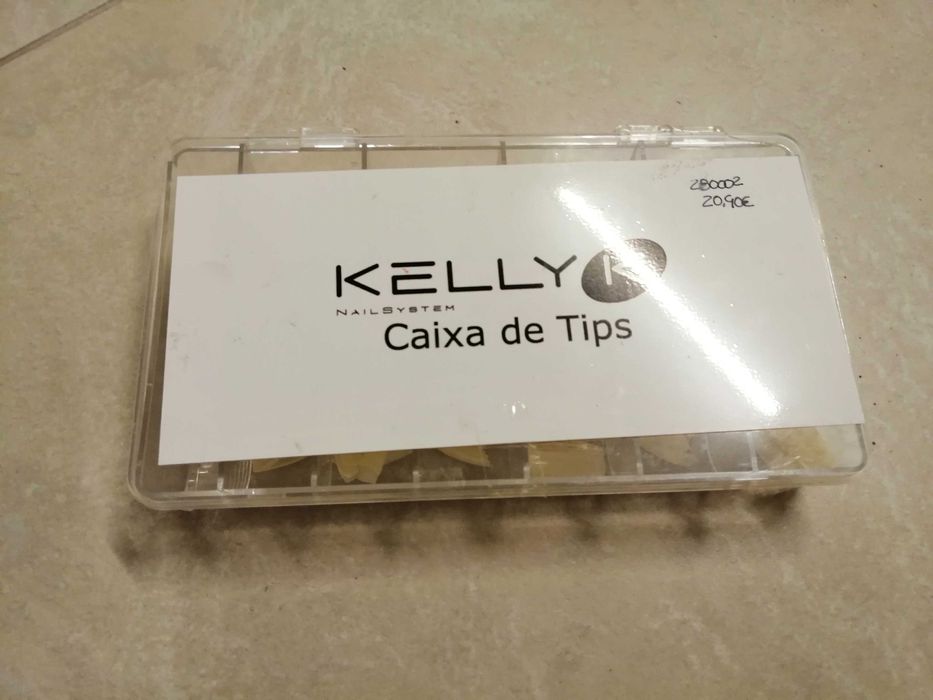 280002
20,90€
KELLY K
NAILSYSTEM
Caixa de Tips